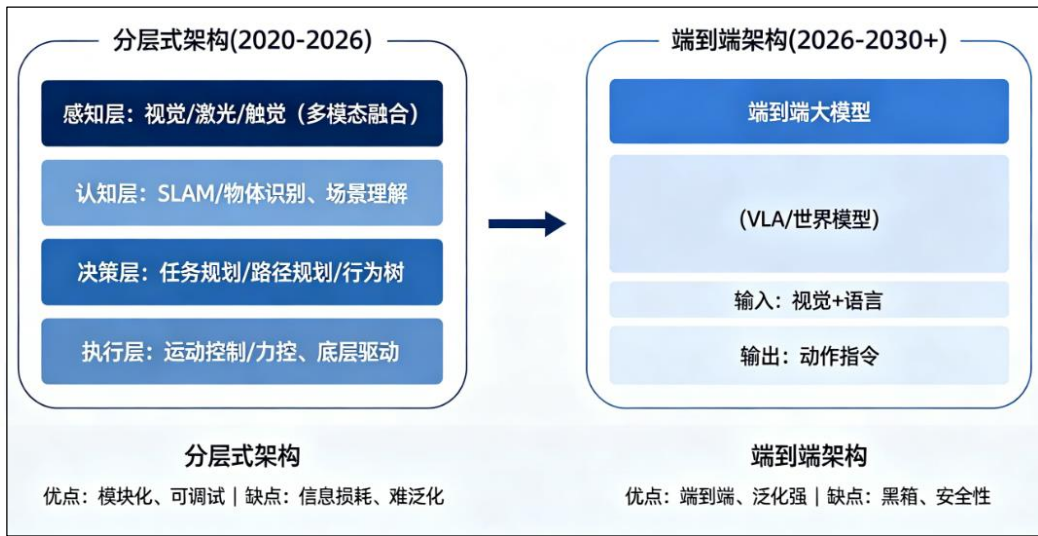 分层式架构(2020-2026)
感知层：视觉/激光/触觉（多模态融合）
认知层：SLAM/物体识别、场景理解
决策层：任务规划/路径规划/行为树
执行层：运动控制/力控、底层驱动
分层式架构
优点：模块化、可调试 | 缺点：信息损耗、难泛化
端到端架构(2026-2030+)
端到端大模型
(VLA/世界模型)
输入：视觉+语言
输出：动作指令
端到端架构
优点：端到端、泛化强 | 缺点：黑箱、安全性